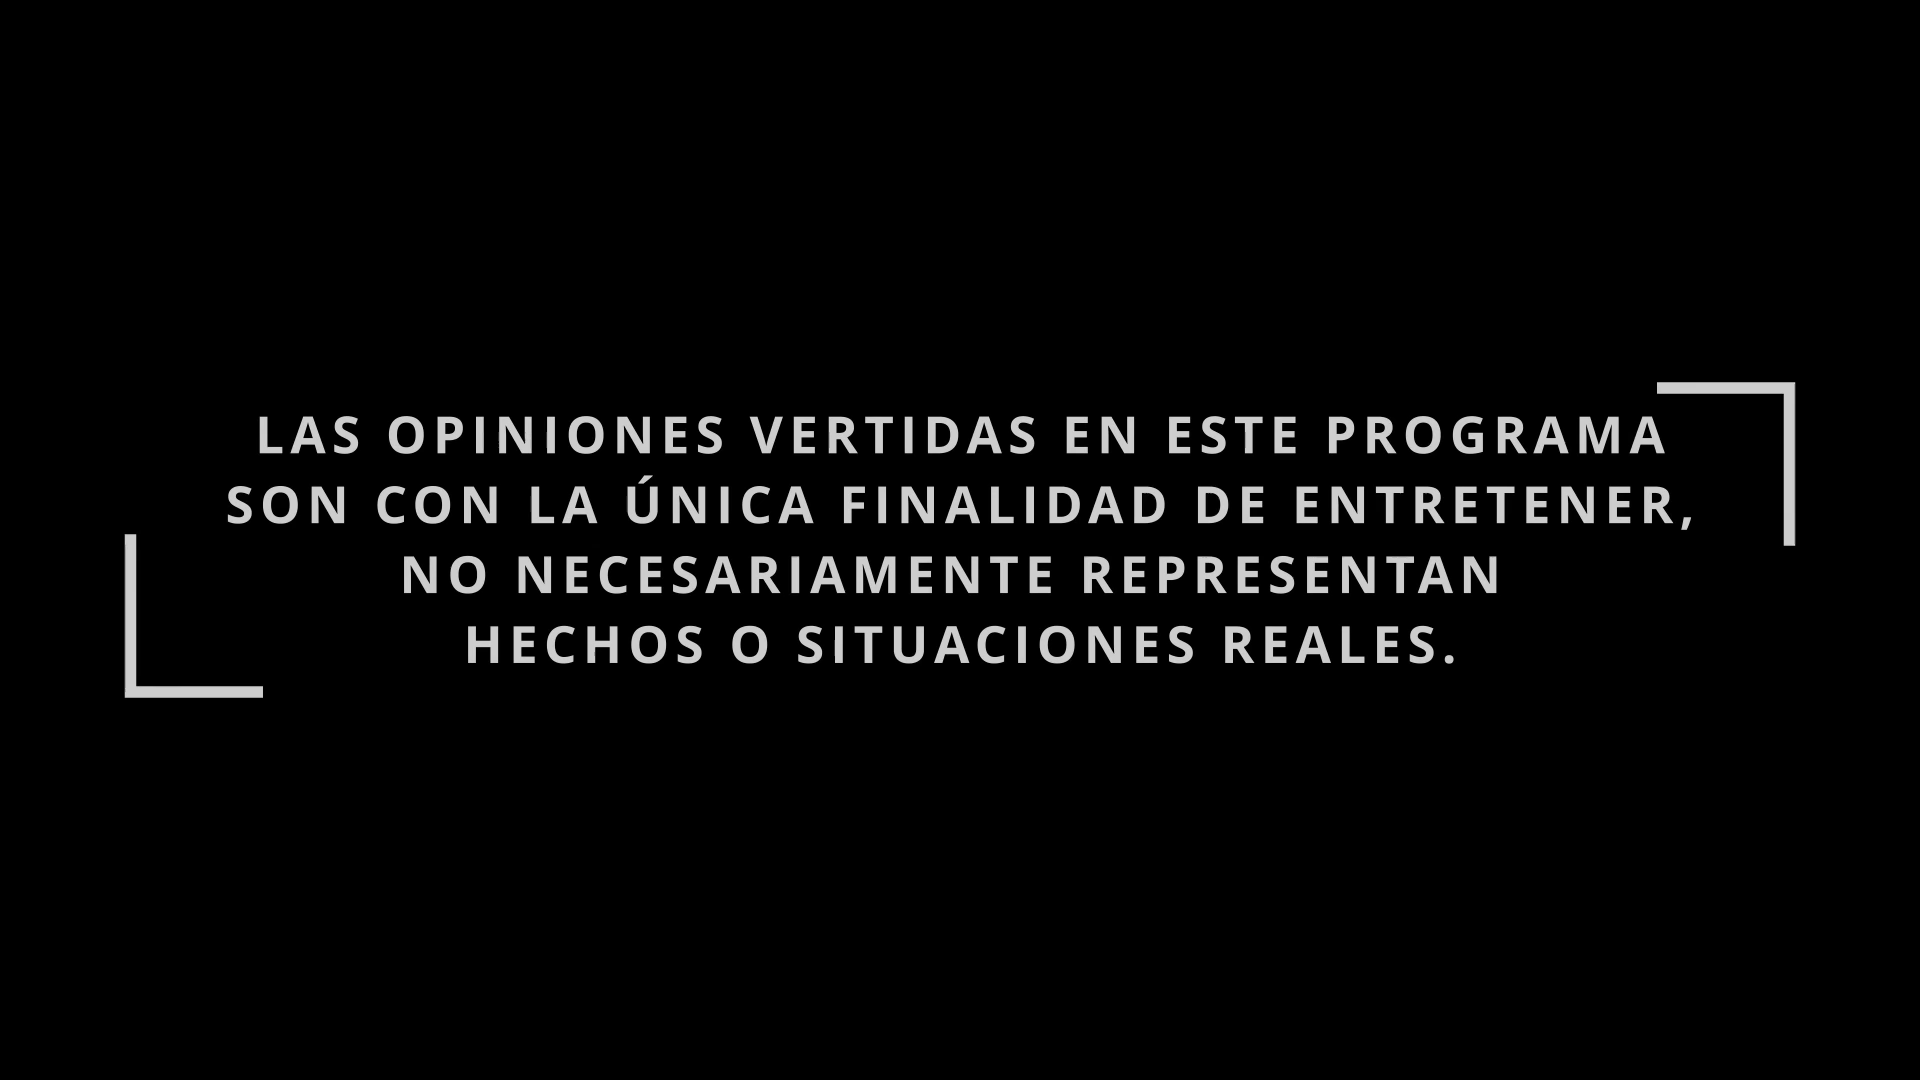 LAS OPINIONES VERTIDAS EN ESTE PROGRAMA
SON CON LA ÚNICA FINALIDAD DE ENTRETENER,
NO NECESARIAMENTE REPRESENTAN
HECHOS O SITUACIONES REALES.